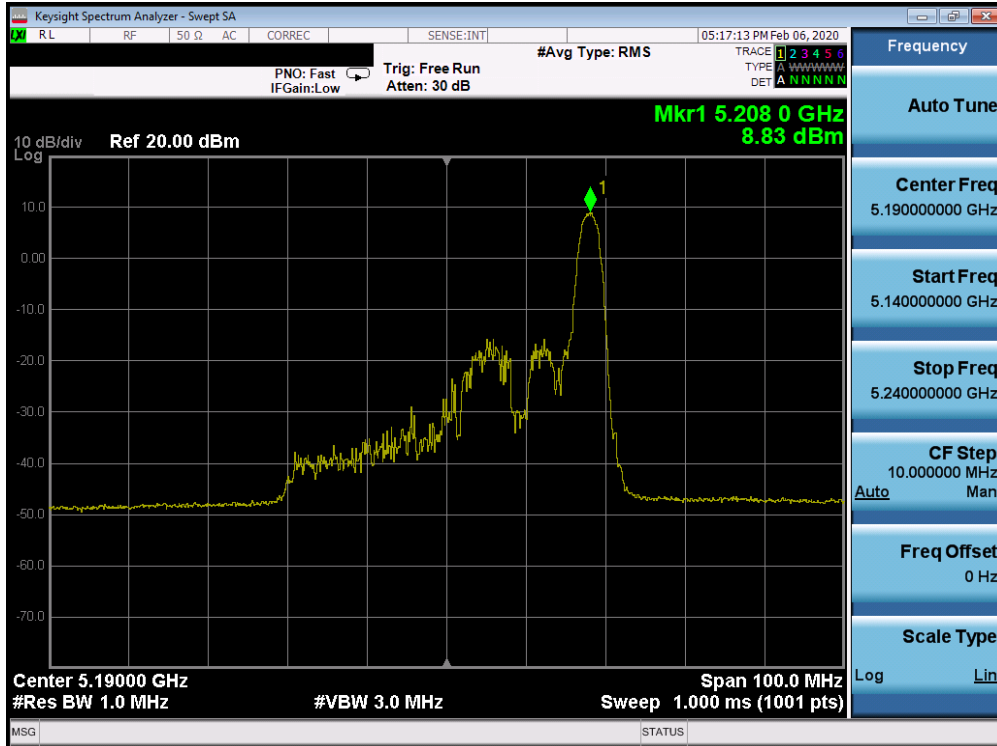 Keysight Spectrum Analyzer - Swept SA
LXI RL RF 50 Ω AC CORREC SENSE:INT 05:17:13 PM Feb 06, 2020
#Avg Type: RMS TRACE 1 2 3 4 5 6
PNO: Fast Trig: Free Run TYPE A WWWWW
IFGain:Low Atten: 30 dB DET A N N N N N
Mkr1 5.208 0 GHz
8.83 dBm
10 dB/div Ref 20.00 dBm
Log
1
10.0
0.00
-10.0
-20.0
-30.0
-40.0
-50.0
-60.0
-70.0
Center 5.19000 GHz Span 100.0 MHz
#Res BW 1.0 MHz #VBW 3.0 MHz Sweep 1.000 ms (1001 pts)
MSG STATUS
Frequency
Auto Tune
Center Freq
5.190000000 GHz
Start Freq
5.140000000 GHz
Stop Freq
5.240000000 GHz
CF Step
10.000000 MHz
Auto Man
Freq Offset
0 Hz
Scale Type
Log Lin